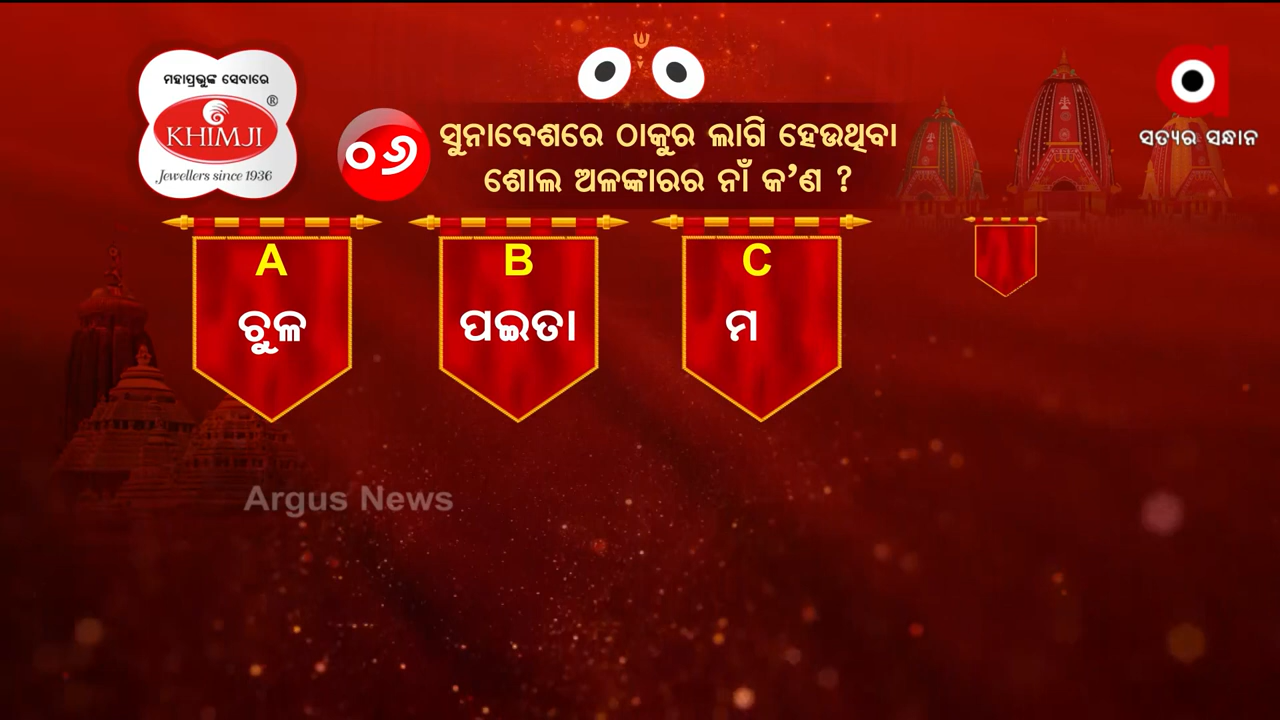 ମହାପ୍ରଭୁଙ୍କ ସେବାରେ
KHIMJI ®
Jewellers since 1936
୦୬
ସୁନାବେଶରେ ଠାକୁର ଲାଗି ହେଉଥିବା
ଶୋଲ ଅଳଙ୍କାରର ନାଁ କ'ଣ ?
ସତ୍ୟର ସନ୍ଧାନ
A
ଚୁଳ
B
ପଇତା
C
ମ
Argus News